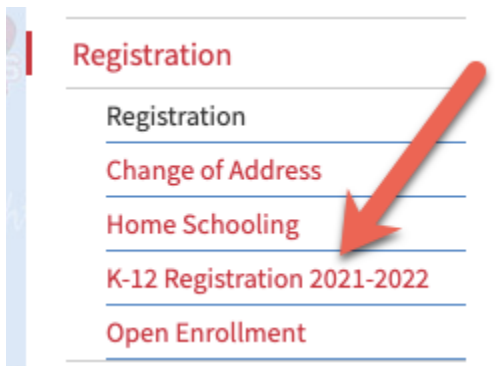 Registration
Registration
Change of Address
Home Schooling
K-12 Registration 2021-2022
Open Enrollment